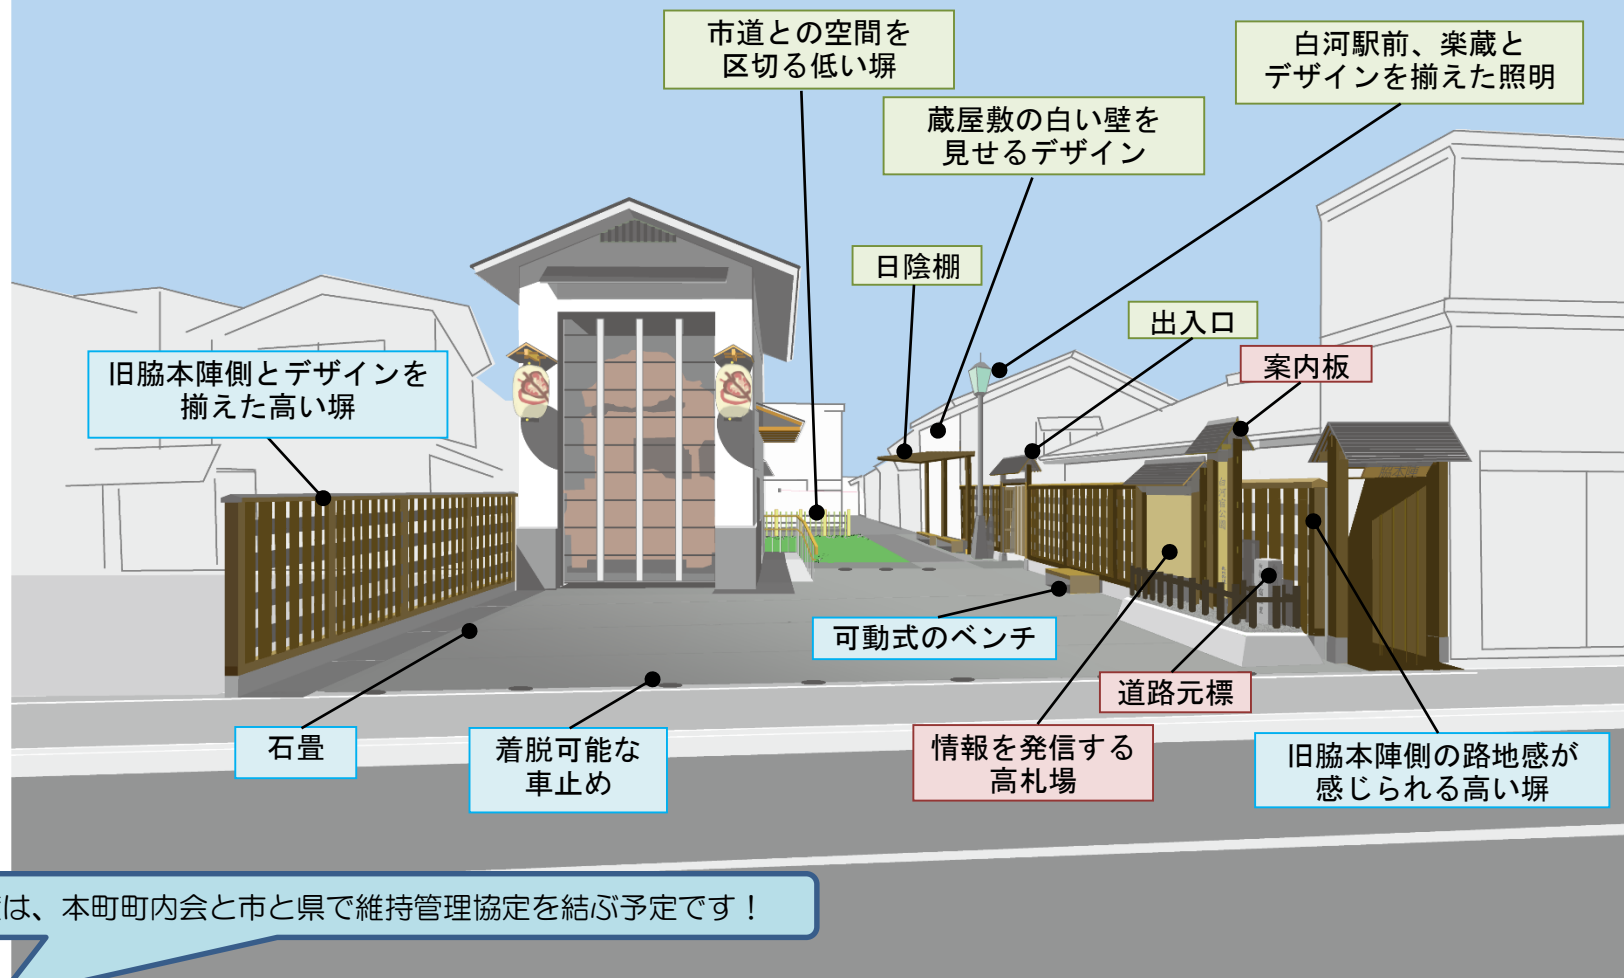 市道との空間を
区切る低い塀
白河駅前、楽蔵と
デザインを揃えた照明
蔵屋敷の白い壁を
見せるデザイン
日陰棚
出入口
案内板
旧脇本陣側とデザインを
揃えた高い塀
可動式のベンチ
道路元標
石畳
着脱可能な
車止め
情報を発信する
高札場
旧脇本陣側の路地感が
感じられる高い塀
は、本町町内会と市と県で維持管理協定を結ぶ予定です！